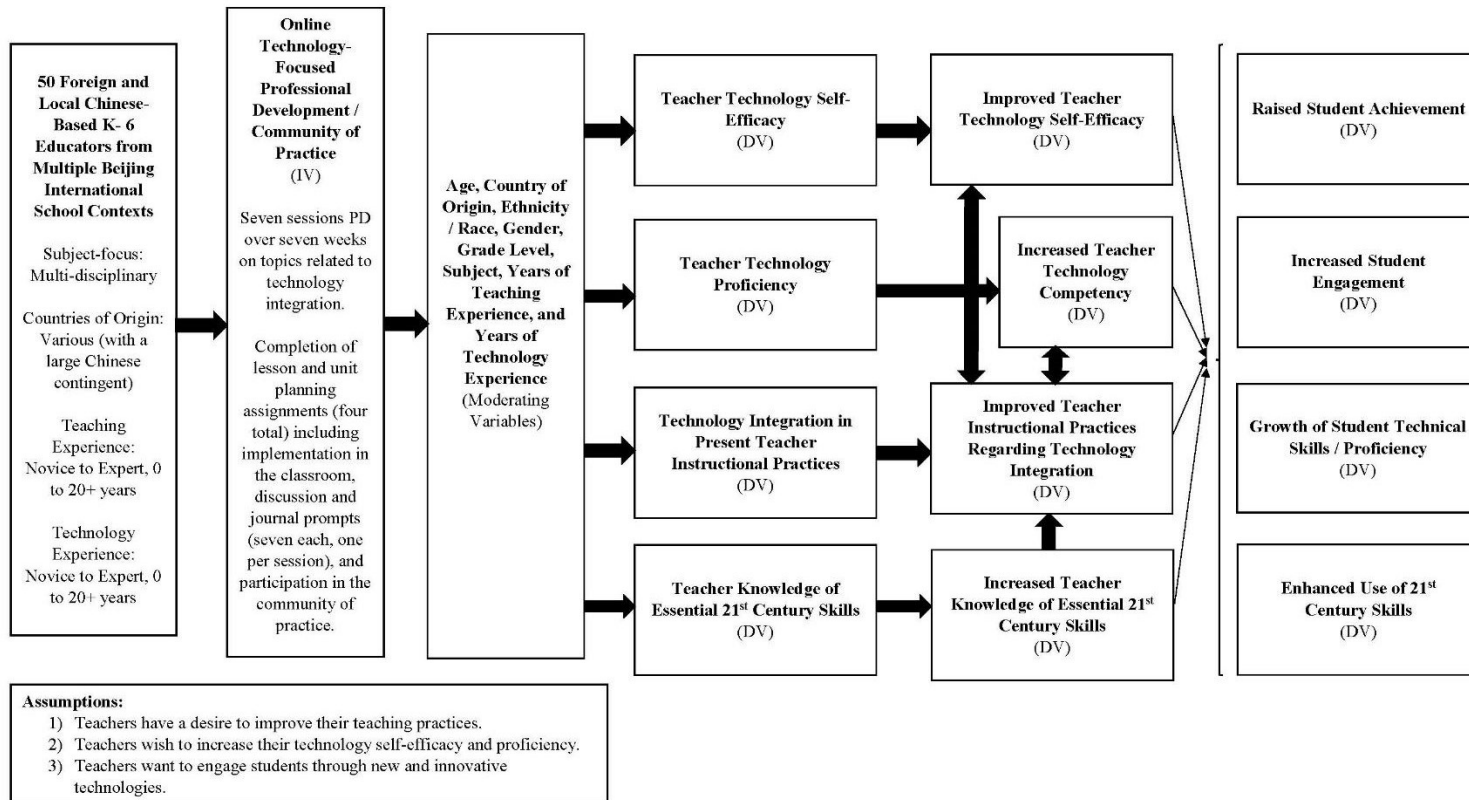 50 Foreign and
Local Chinese-
Based K- 6
Educators from
Multiple Beijing
International
School Contexts
Subject-focus:
Multi-disciplinary
Countries of Origin:
Various (with a
large Chinese
contingent)
Teaching
Experience:
Novice to Expert, 0
to 20+ years
Technology
Experience:
Novice to Expert, 0
to 20+ years
Online
Technology-
Focused
Professional
Development /
Community of
Practice
(IV)
Seven sessions PD
over seven weeks
on topics related to
technology
integration.
Completion of
lesson and unit
planning
assignments (four
total) including
implementation in
the classroom,
discussion and
journal prompts
(seven each, one
per session), and
participation in the
community of
practice.
Age, Country of
Origin, Ethnicity
/ Race, Gender,
Grade Level,
Subject, Years of
Teaching
Experience, and
Years of
Technology
Experience
(Moderating
Variables)
Teacher Technology Self-
Efficacy
(DV)
Teacher Technology
Proficiency
(DV)
Technology Integration in
Present Teacher
Instructional Practices
(DV)
Teacher Knowledge of
Essential 21st Century Skills
(DV)
Improved Teacher
Technology Self-Efficacy
(DV)
Increased Teacher
Technology
Competency
(DV)
Improved Teacher
Instructional Practices
Regarding Technology
Integration
(DV)
Increased Teacher
Knowledge of Essential 21st
Century Skills
(DV)
Raised Student Achievement
(DV)
Increased Student
Engagement
(DV)
Growth of Student Technical
Skills / Proficiency
(DV)
Enhanced Use of 21st
Century Skills
(DV)
Assumptions:
1) Teachers have a desire to improve their teaching practices.
2) Teachers wish to increase their technology self-efficacy and proficiency.
3) Teachers want to engage students through new and innovative
technologies.